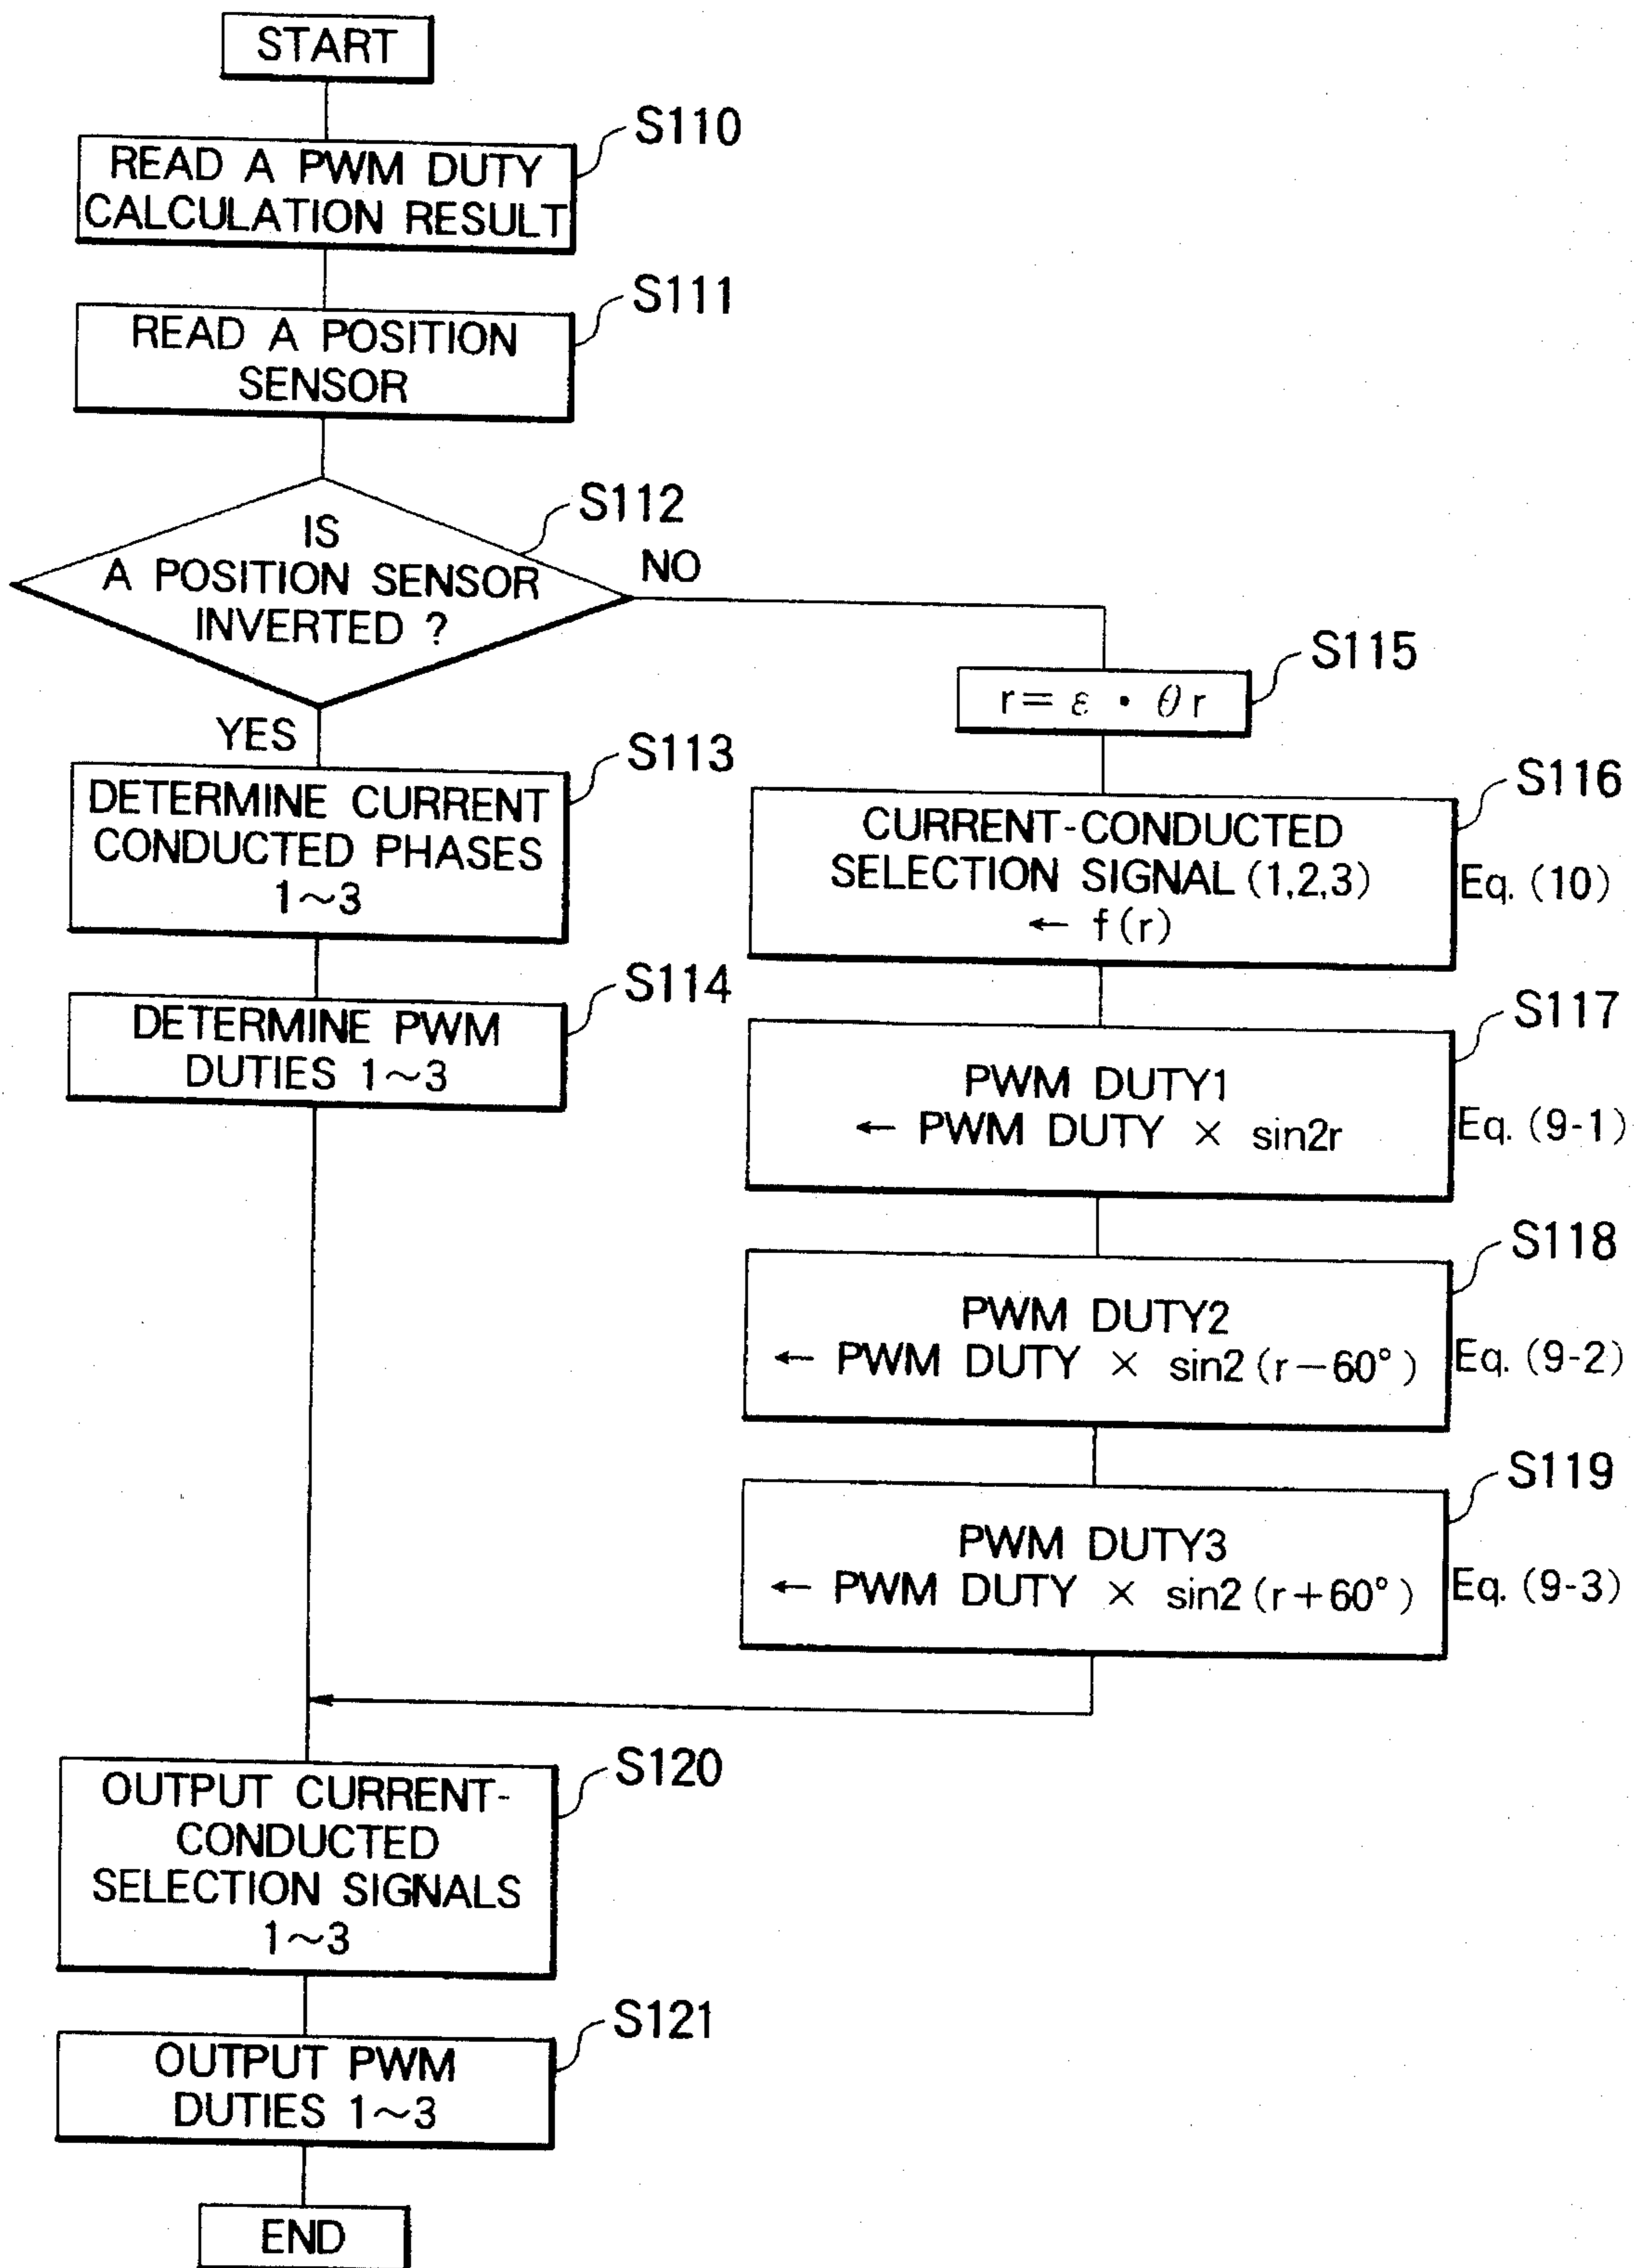 START
S110
READ A PWM DUTY
CALCULATION RESULT
S111
READ A POSITION
SENSOR
S112
IS
A POSITION SENSOR
INVERTED ?
NO
YES
S113
DETERMINE CURRENT
CONDUCTED PHASES
1~3
S114
DETERMINE PWM
DUTIES 1~3
S115
r= ε · θr
S116
CURRENT-CONDUCTED
SELECTION SIGNAL (1,2,3)
← f(r)
Eq. (10)
S117
PWM DUTY1
← PWM DUTY × sin2r
Eq. (9-1)
S118
PWM DUTY2
← PWM DUTY × sin2 (r−60°)
Eq. (9-2)
S119
PWM DUTY3
← PWM DUTY × sin2 (r+60°)
Eq. (9-3)
S120
OUTPUT CURRENT-
CONDUCTED
SELECTION SIGNALS
1~3
S121
OUTPUT PWM
DUTIES 1~3
END